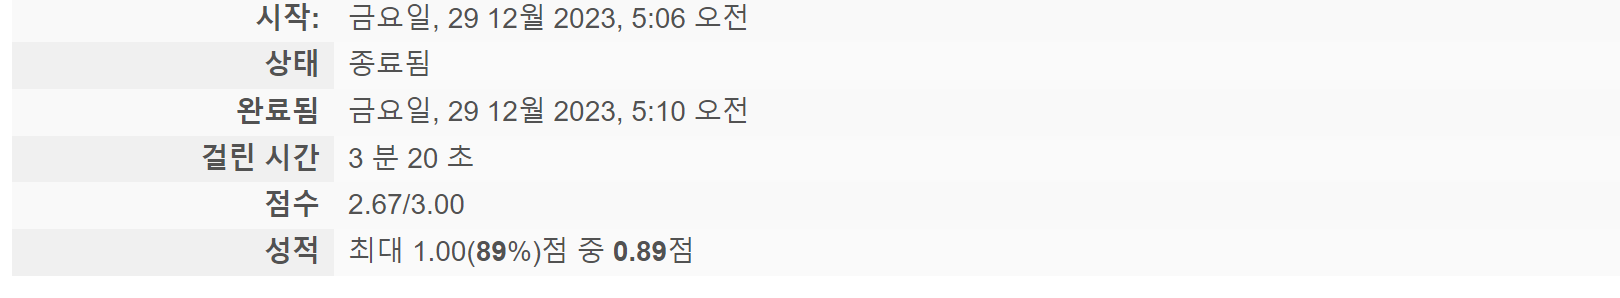 시작: 금요일, 29 12월 2023, 5:06 오전
상태 종료됨
완료됨 금요일, 29 12월 2023, 5:10 오전
걸린 시간 3 분 20 초
점수 2.67/3.00
성적 최대 1.00(89%)점 중 0.89점